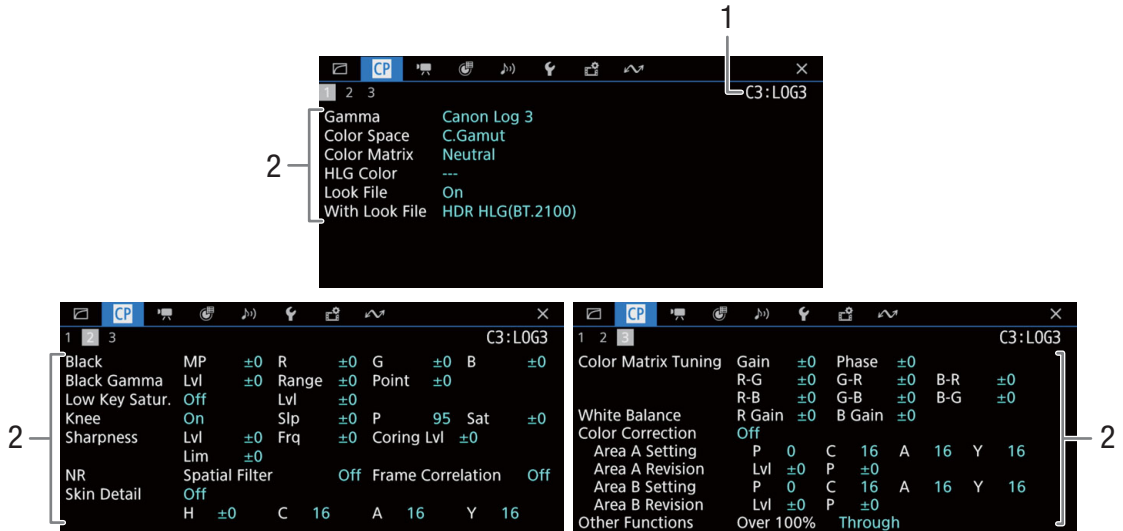 1
CP
1 2 3 C3:LOG3
Gamma Canon Log 3
Color Space C.Gamut
Color Matrix Neutral
HLG Color ---
Look File On
With Look File HDR HLG(BT.2100)
2
CP
1 2 3 C3:LOG3
Black MP ±0 R ±0 G ±0 B ±0
Black Gamma Lvl ±0 Range ±0 Point ±0
Low Key Satur. Off Lvl ±0
Knee On Slp ±0 P 95 Sat ±0
Sharpness Lvl ±0 Frq ±0 Coring Lvl ±0
Lim ±0
NR Spatial Filter Off Frame Correlation Off
Skin Detail Off
H ±0 C 16 A 16 Y 16
2
CP
1 2 3 C3:LOG3
Color Matrix Tuning Gain ±0 Phase ±0
R-G ±0 G-R ±0 B-R ±0
R-B ±0 G-B ±0 B-G ±0
White Balance R Gain ±0 B Gain ±0
Color Correction Off
Area A Setting P 0 C 16 A 16 Y 16
Area A Revision Lvl ±0 P ±0
Area B Setting P 0 C 16 A 16 Y 16
Area B Revision Lvl ±0 P ±0
Other Functions Over 100% Through
2